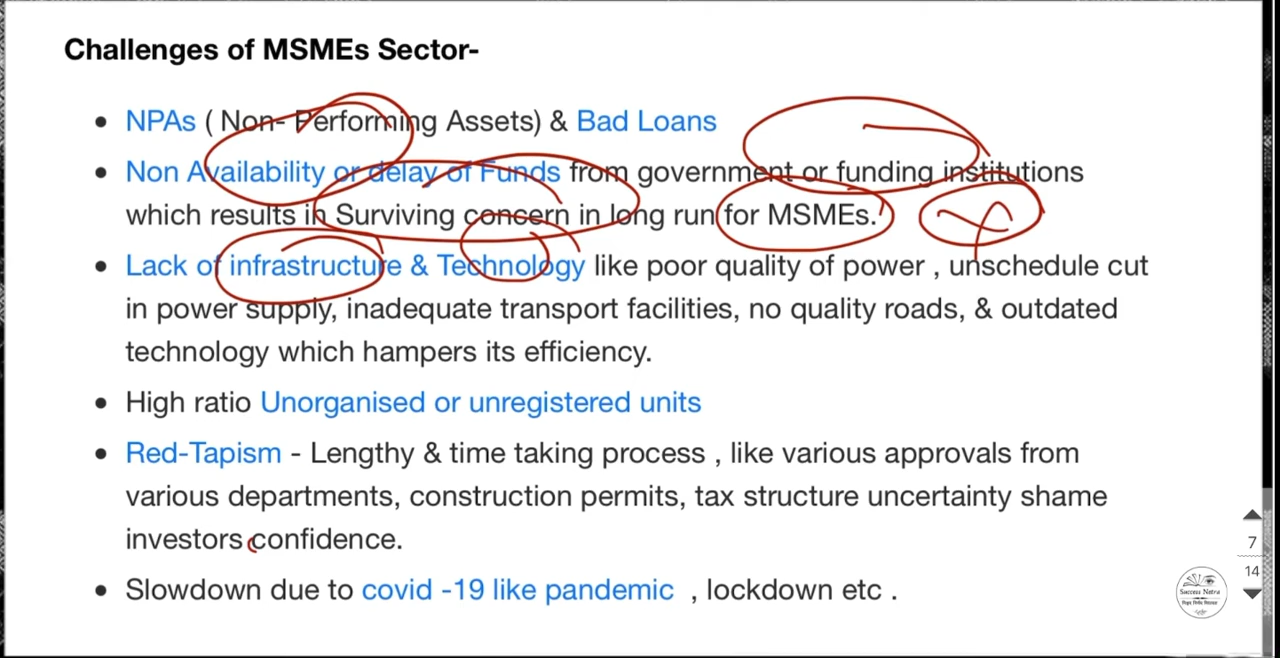 Challenges of MSMEs Sector-
• NPAs ( Non- Performing Assets) & Bad Loans
• Non Availability or delay of Funds from government or funding institutions
which results in Surviving concern in long run for MSMEs.
• Lack of infrastructure & Technology like poor quality of power , unschedule cut
in power supply, inadequate transport facilities, no quality roads, & outdated
technology which hampers its efficiency.
• High ratio Unorganised or unregistered units
• Red-Tapism - Lengthy & time taking process , like various approvals from
various departments, construction permits, tax structure uncertainty shame
investors confidence.
• Slowdown due to covid -19 like pandemic , lockdown etc .
7
14
Success Netra